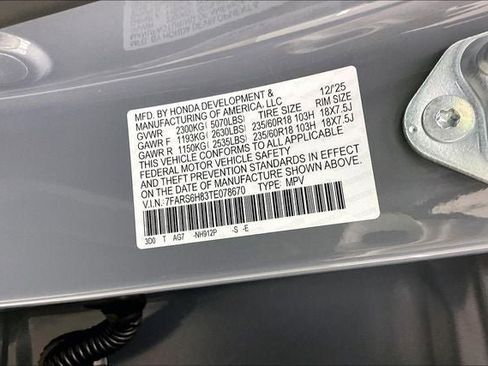 MFD. BY HONDA DEVELOPMENT &
MANUFACTURING OF AMERICA, LLC 12/25
GVWR 2300KG( 5070LBS) TIRE SIZE RIM SIZE
GAWR F 1193KG( 2630LBS) 235/60R18 103H 18X7.5J
GAWR R 1150KG( 2535LBS) 235/60R18 103H 18X7.5J
THIS VEHICLE CONFORMS TO ALL APPLICABLE
FEDERAL MOTOR VEHICLE SAFETY
AND THEFT PREVENTION STANDARDS IN EFFECT
ON THE DATE OF MANUFACTURE SHOWN ABOVE.
V.I.N.: 7FARS6H83TE078670 TYPE: MPV
3D0 T AG7 -NH912P -S -E